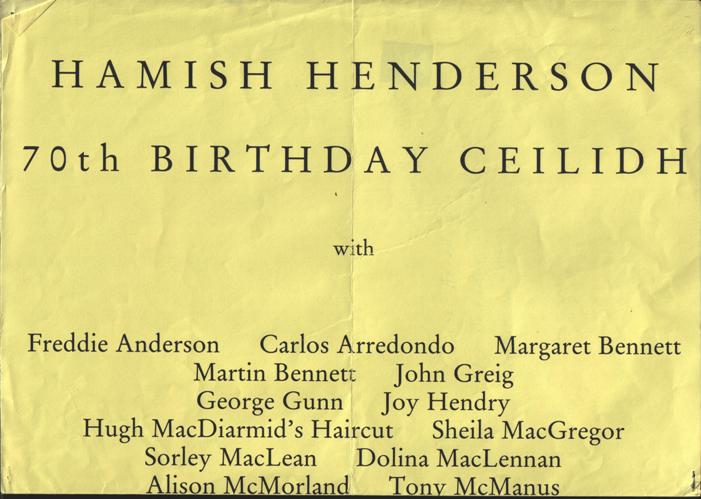 HAMISH HENDERSON
70th BIRTHDAY CEILIDH
with
Freddie Anderson Carlos Arredondo Margaret Bennett
Martin Bennett John Greig
George Gunn Joy Hendry
Hugh MacDiarmid's Haircut Sheila MacGregor
Sorley MacLean Dolina MacLennan
Alison McMorland Tony McManus